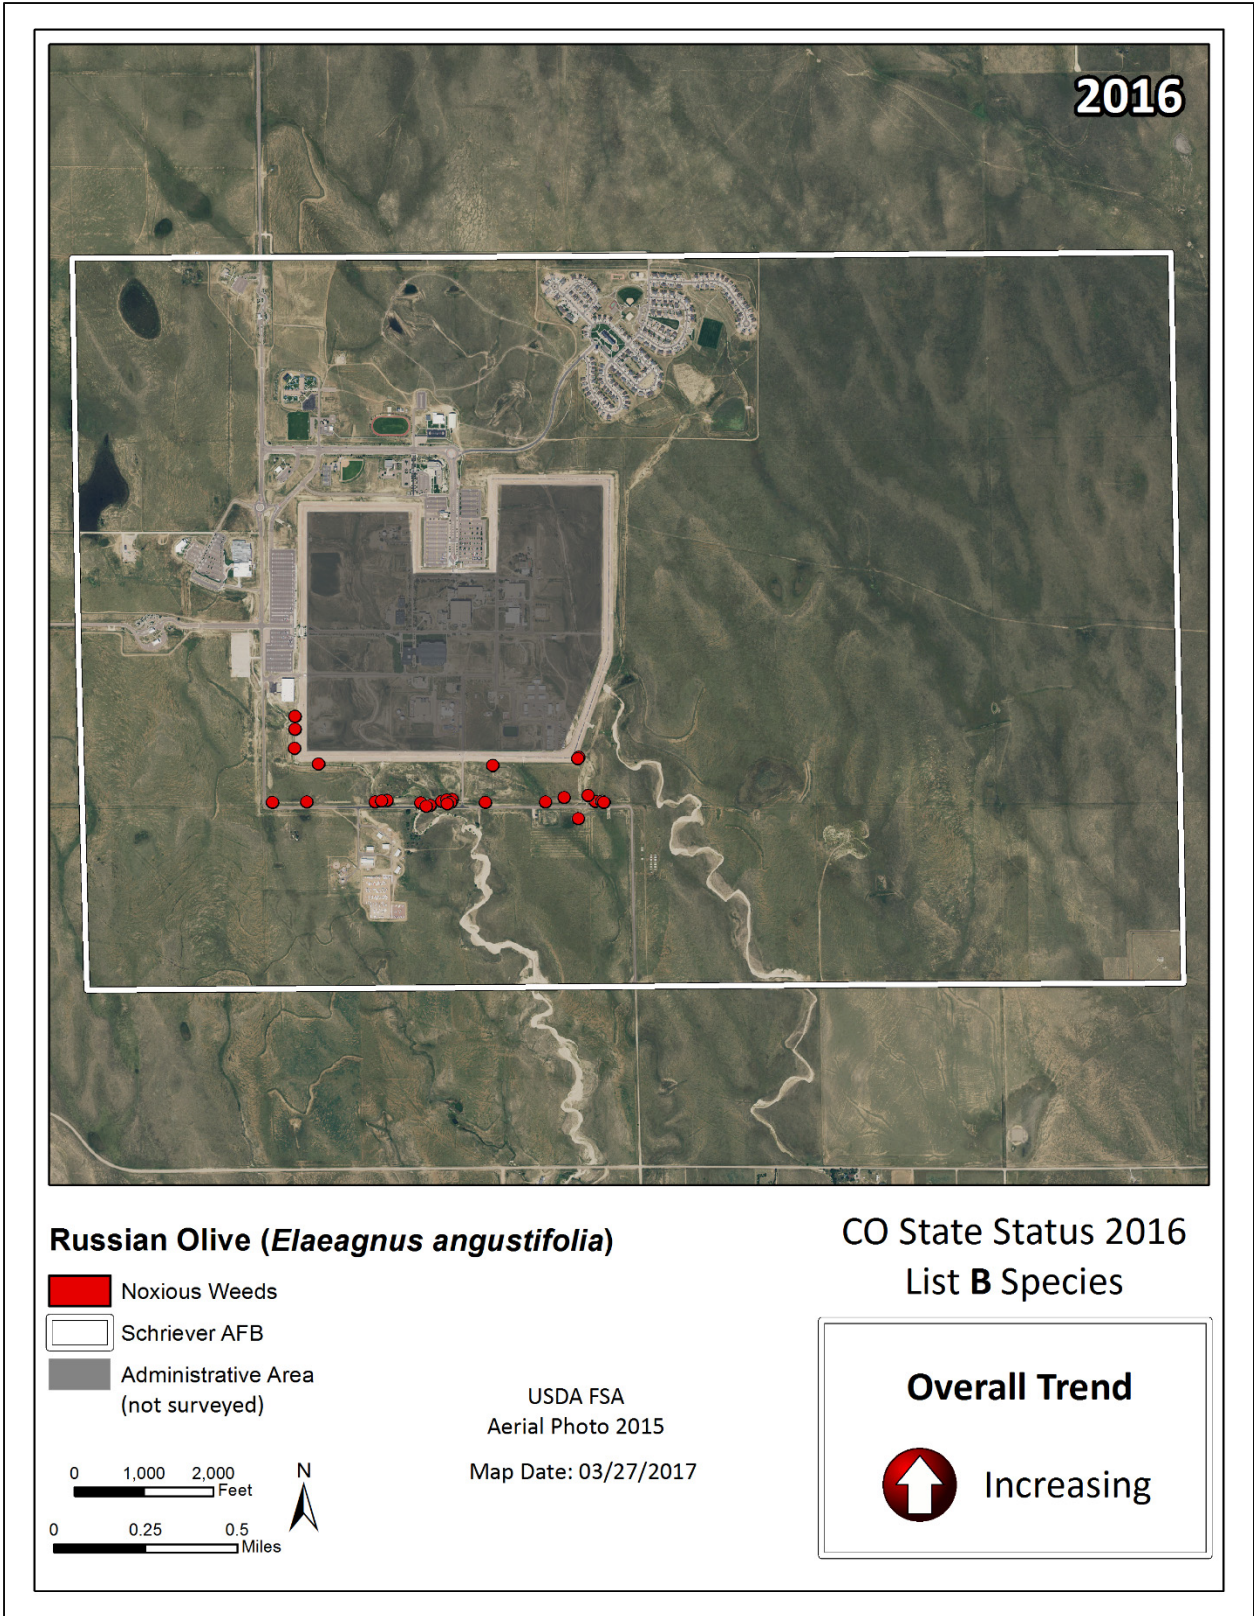 2016
Russian Olive (Elaeagnus angustifolia)
Noxious Weeds
Schriever AFB
Administrative Area
(not surveyed)
0 1,000 2,000
Feet
N
0 0.25 0.5
Miles
USDA FSA
Aerial Photo 2015
Map Date: 03/27/2017
CO State Status 2016
List B Species
Overall Trend
Increasing